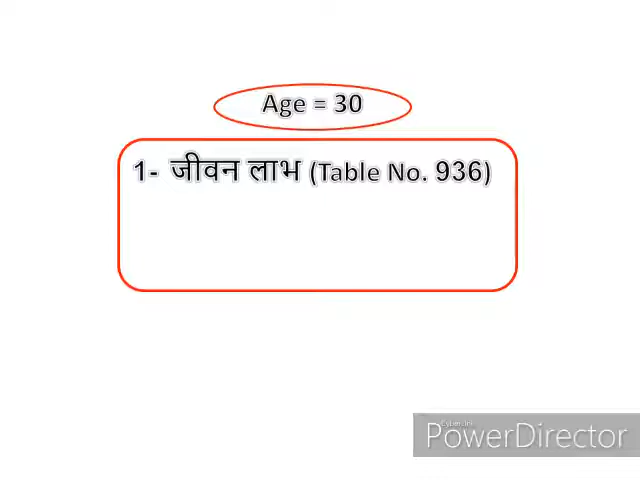 Age = 30
1- जीवन लाभ (Table No. 936)
PowerDirector